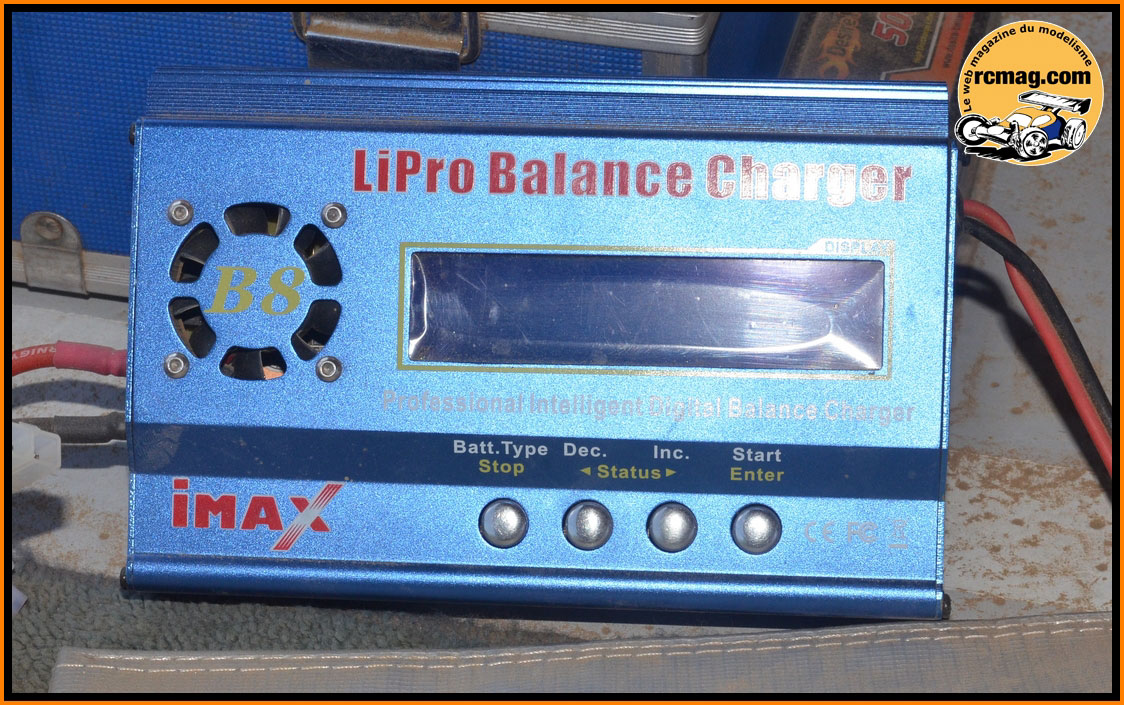 Le web magazine du modelisme
rcmag.com
50
LiPro Balance Charger
DISPLAY
B8
Professional Intelligent Digital Balance Charger
Batt.Type Dec. Inc. Start
Stop ◄ Status ► Enter
iMAX
CE FC